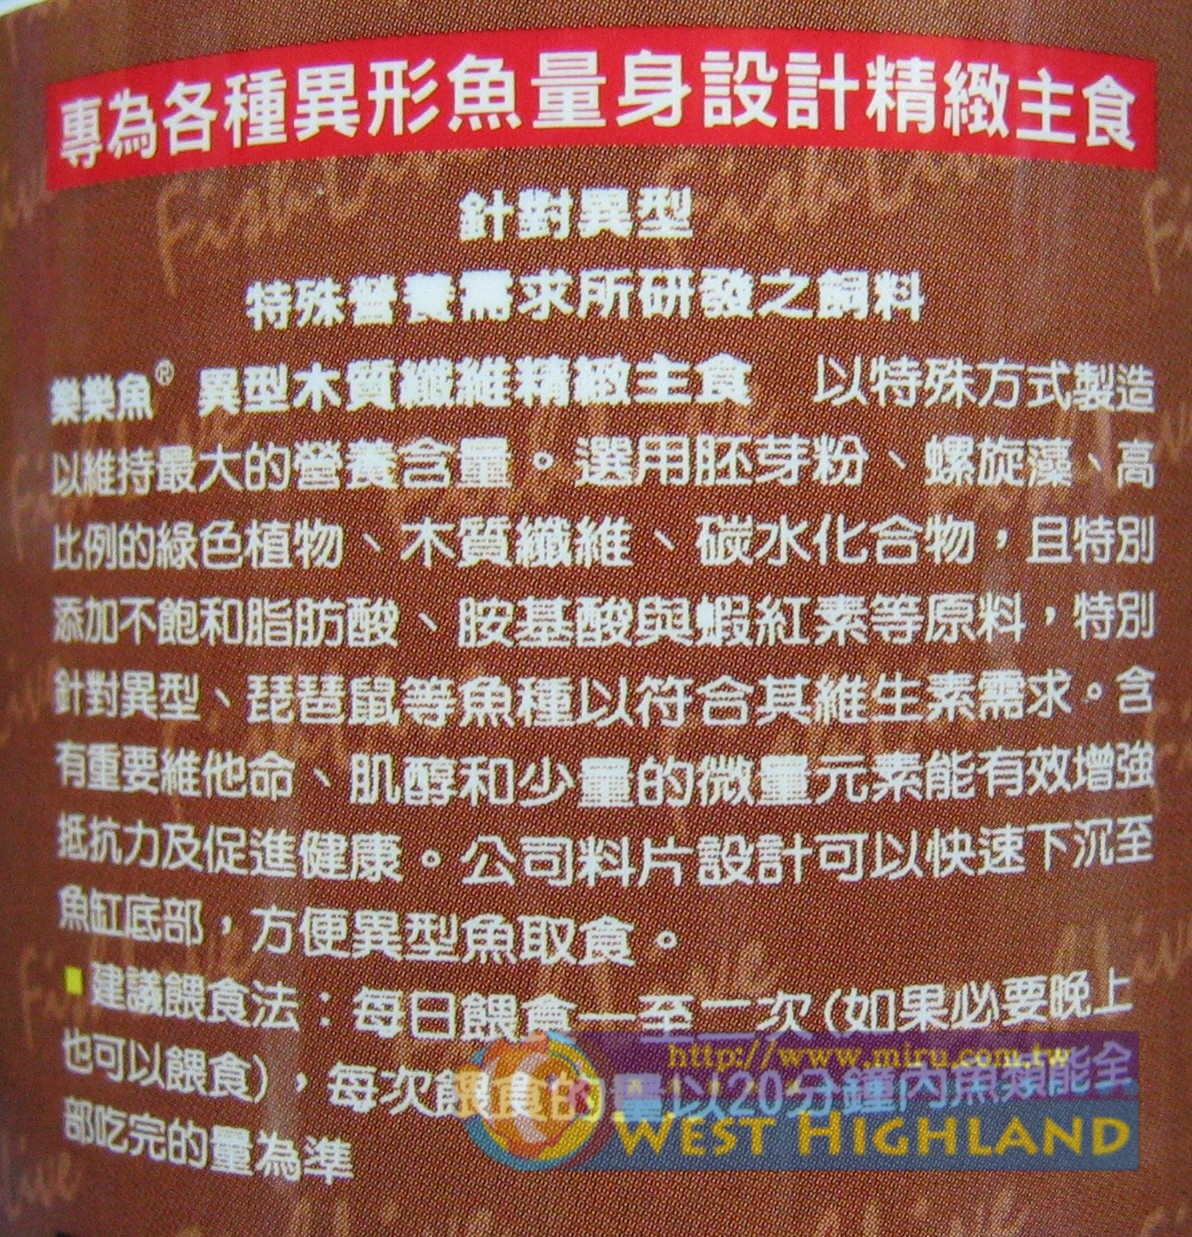 專為各種異形魚量身設計精緻主食
針對異型
特殊營養需求所研發之飼料
樂樂魚® 異型木質纖維精緻主食 以特殊方式製造
以維持最大的營養含量。選用胚芽粉、螺旋藻、高
比例的綠色植物、木質纖維、碳水化合物,且特別
添加不飽和脂肪酸、胺基酸與蝦紅素等原料,特別
針對異型、琵琶鼠等魚種以符合其維生素需求。含
有重要維他命、肌醇和少量的微量元素能有效增強
抵抗力及促進健康。公司料片設計可以快速下沉至
魚缸底部,方便異型魚取食。
建議餵食法:每日餵食一至二次(如果必要晚上
也可以餵食),每次餵食的量以20分鐘內魚類能全
部吃完的量為準
http://www.miru.com.tw
WEST HIGHLAND